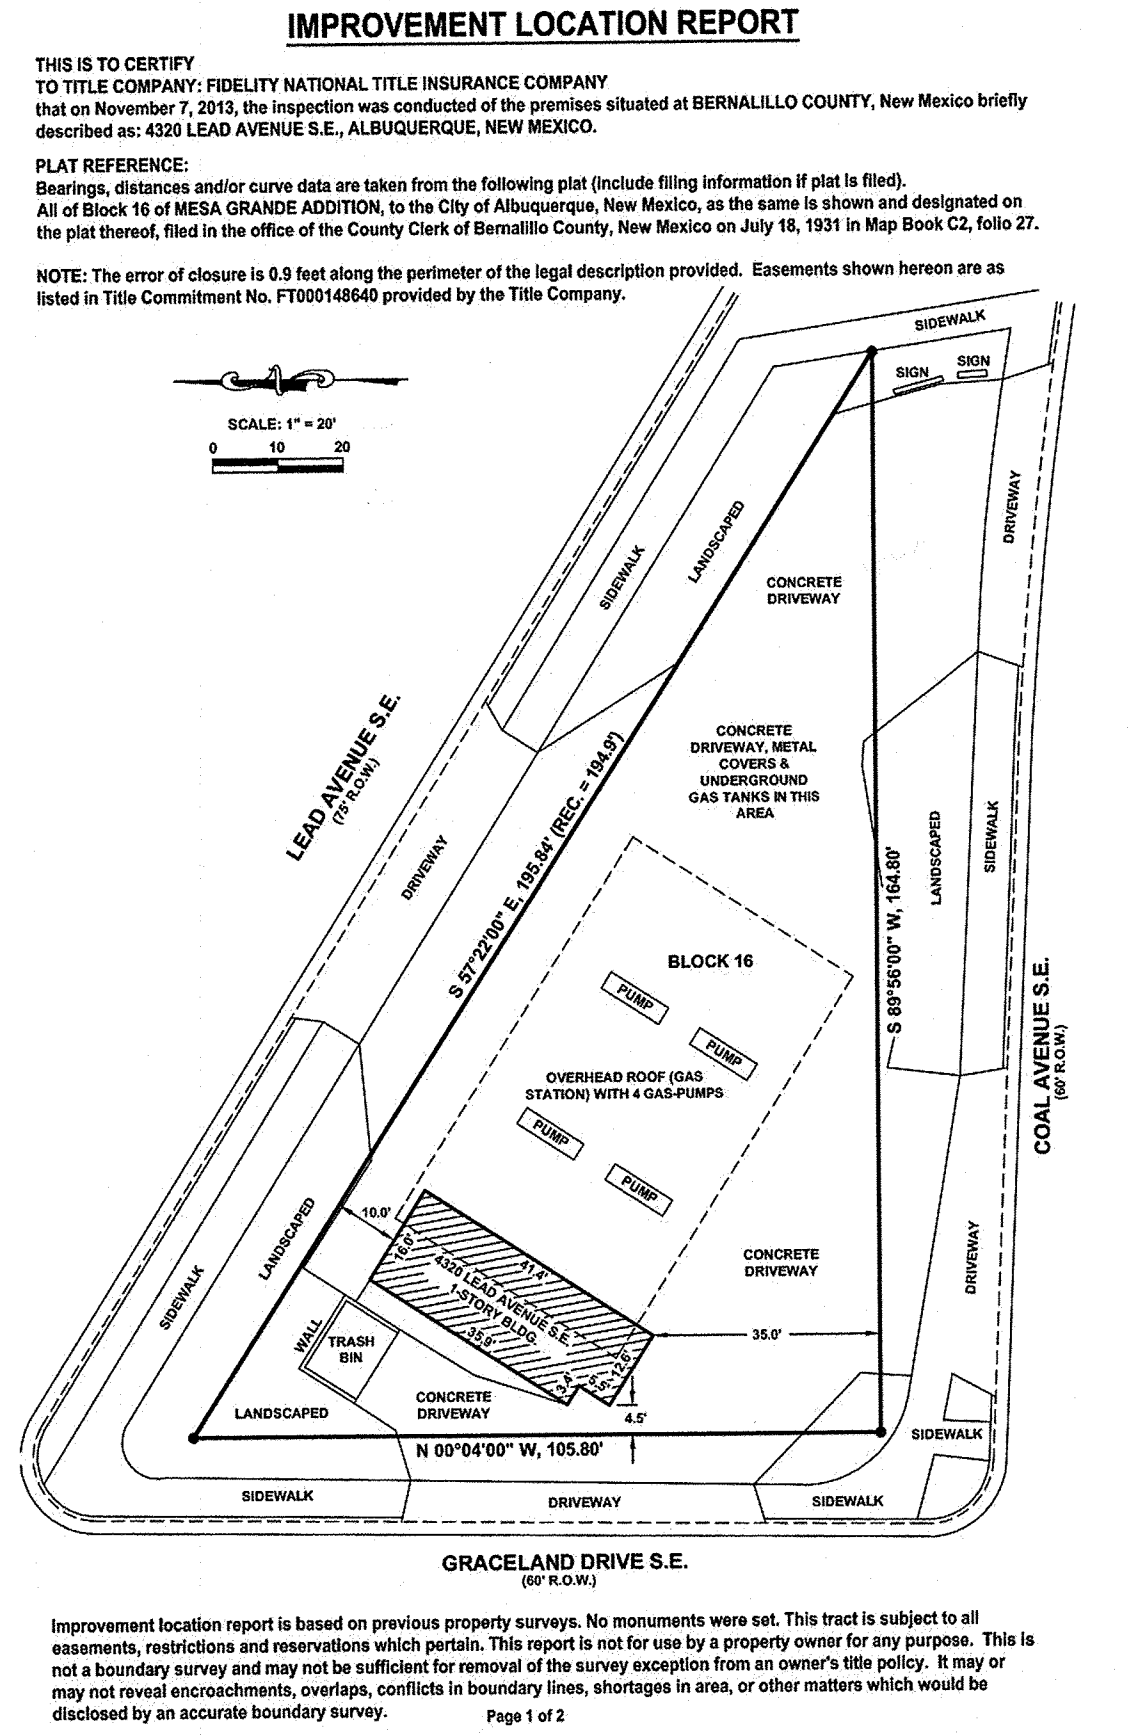 IMPROVEMENT LOCATION REPORT
THIS IS TO CERTIFY
TO TITLE COMPANY: FIDELITY NATIONAL TITLE INSURANCE COMPANY
that on November 7, 2013, the inspection was conducted of the premises situated at BERNALILLO COUNTY, New Mexico briefly
described as: 4320 LEAD AVENUE S.E., ALBUQUERQUE, NEW MEXICO.
PLAT REFERENCE:
Bearings, distances and/or curve data are taken from the following plat (include filing information if plat is filed).
All of Block 16 of MESA GRANDE ADDITION, to the City of Albuquerque, New Mexico, as the same is shown and designated on
the plat thereof, filed in the office of the County Clerk of Bernalillo County, New Mexico on July 18, 1931 in Map Book C2, folio 27.
NOTE: The error of closure is 0.9 feet along the perimeter of the legal description provided. Easements shown hereon are as
listed in Title Commitment No. FT000148640 provided by the Title Company.
SIDEWALK
SIGN
SIGN
SCALE: 1" = 20'
0 10 20
DRIVEWAY
LANDSCAPED
SIDEWALK
CONCRETE
DRIVEWAY
LEAD AVENUE S.E.
(75' R.O.W.)
CONCRETE
DRIVEWAY, METAL
COVERS &
UNDERGROUND
GAS TANKS IN THIS
AREA
S 57°22'00" E, 195.84' (REC. = 194.9')
DRIVEWAY
LANDSCAPED
SIDEWALK
S 89°56'00" W, 164.80'
BLOCK 16
PUMP
PUMP
OVERHEAD ROOF (GAS
STATION) WITH 4 GAS-PUMPS
PUMP
PUMP
COAL AVENUE S.E.
(60' R.O.W.)
10.0'
16.0'
41.4'
4320 LEAD AVENUE S.E.
1-STORY BLDG.
35.9'
3.4'
5.5'
12.6'
LANDSCAPED
SIDEWALK
CONCRETE
DRIVEWAY
DRIVEWAY
35.0'
WALL
TRASH
BIN
CONCRETE
DRIVEWAY
LANDSCAPED
4.5'
SIDEWALK
N 00°04'00" W, 105.80'
SIDEWALK
DRIVEWAY
SIDEWALK
GRACELAND DRIVE S.E.
(60' R.O.W.)
Improvement location report is based on previous property surveys. No monuments were set. This tract is subject to all
easements, restrictions and reservations which pertain. This report is not for use by a property owner for any purpose. This is
not a boundary survey and may not be sufficient for removal of the survey exception from an owner's title policy. It may or
may not reveal encroachments, overlaps, conflicts in boundary lines, shortages in area, or other matters which would be
disclosed by an accurate boundary survey.
Page 1 of 2